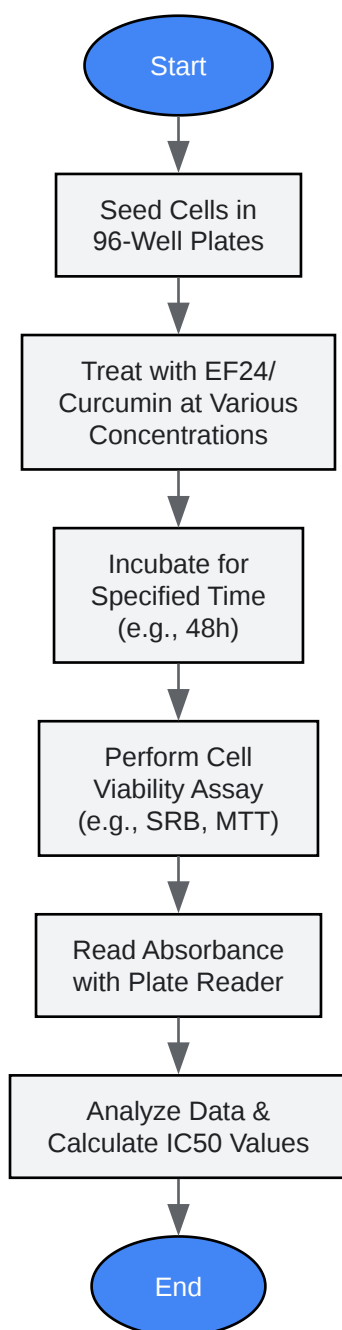 Start
Seed Cells in
96-Well Plates
Treat with EF24/
Curcumin at Various
Concentrations
Incubate for
Specified Time
(e.g., 48h)
Perform Cell
Viability Assay
(e.g., SRB, MTT)
Read Absorbance
with Plate Reader
Analyze Data &
Calculate IC50 Values
End